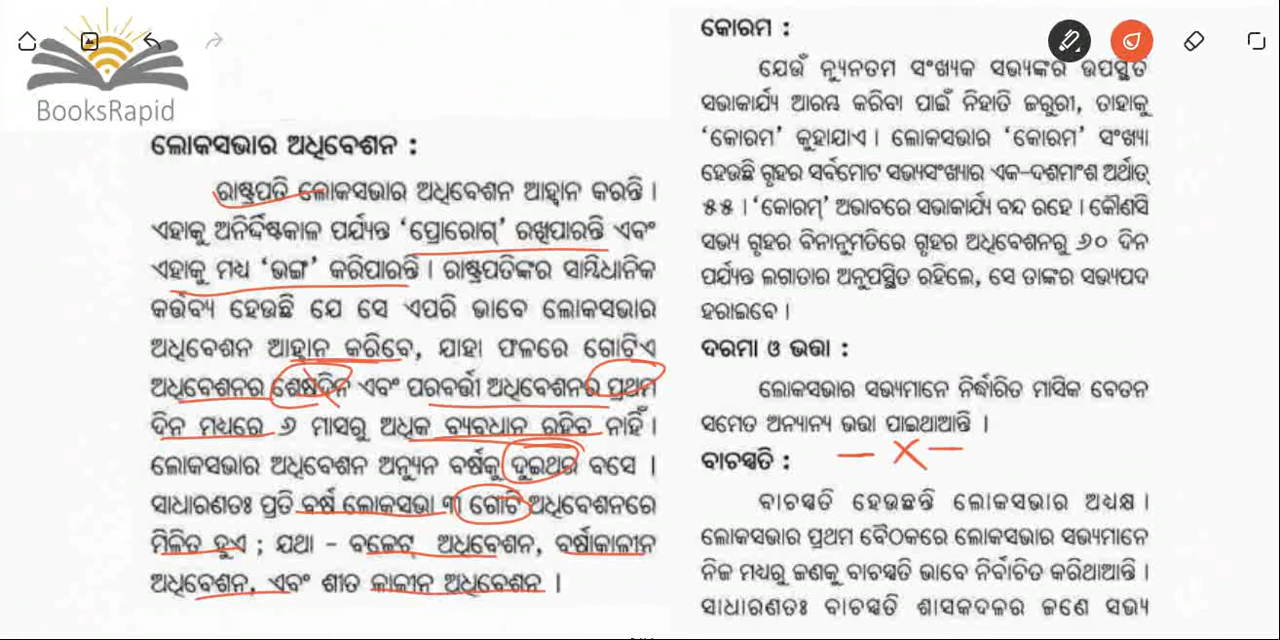 BooksRapid
ଲୋକସଭାର ଅଧିବେଶନ :
ରାଷ୍ଟ୍ରପତି ଲୋକସଭାର ଅଧିବେଶନ ଆହ୍ୱାନ କରନ୍ତି ।
ଏହାକୁ ଅନିର୍ଦ୍ଦିଷ୍ଟକାଳ ପର୍ଯ୍ୟନ୍ତ ‘ପ୍ରୋରୋଗ୍’ ରଖିପାରନ୍ତି ଏବଂ
ଏହାକୁ ମଧ୍ୟ ‘ଭଙ୍ଗ’ କରିପାରନ୍ତି । ରାଷ୍ଟ୍ରପତିଙ୍କର ସାମ୍ବିଧାନିକ
କର୍ତ୍ତବ୍ୟ ହେଉଛି ଯେ ସେ ଏପରି ଭାବେ ଲୋକସଭାର
ଅଧିବେଶନ ଆହ୍ୱାନ କରିବେ, ଯାହା ଫଳରେ ଗୋଟିଏ
ଅଧିବେଶନର ଶେଷଦିନ ଏବଂ ପରବର୍ତ୍ତୀ ଅଧିବେଶନର ପ୍ରଥମ
ଦିନ ମଧ୍ୟରେ ୬ ମାସରୁ ଅଧିକ ବ୍ୟବଧାନ ରହିବ ନାହିଁ ।
ଲୋକସଭାର ଅଧିବେଶନ ଅନ୍ୟୁନ ବର୍ଷକୁ ଦୁଇଥର ବସେ ।
ସାଧାରଣତଃ ପ୍ରତି ବର୍ଷ ଲୋକସଭା ୩ ଗୋଟି ଅଧିବେଶନରେ
ମିଳିତ ହୁଏ ; ଯଥା - ବଜେଟ୍ ଅଧିବେଶନ, ବର୍ଷାକାଳୀନ
ଅଧିବେଶନ, ଏବଂ ଶୀତ କାଳୀନ ଅଧିବେଶନ ।
କୋରମ :
ଯେଉଁ ନ୍ୟୁନତମ ସଂଖ୍ୟକ ସଭ୍ୟଙ୍କର ଉପସ୍ଥିତ
ସଭାକାର୍ଯ୍ୟ ଆରମ୍ଭ କରିବା ପାଇଁ ନିହାତି ଜରୁରୀ, ତାହାକୁ
‘କୋରମ’ କୁହାଯାଏ । ଲୋକସଭାର ‘କୋରମ’ ସଂଖ୍ୟା
ହେଉଛି ଗୃହର ସର୍ବମୋଟ ସଭ୍ୟସଂଖ୍ୟାର ଏକ-ଦଶମାଂଶ ଅର୍ଥାତ୍
୫୫ । ‘କୋରମ୍’ ଅଭାବରେ ସଭାକାର୍ଯ୍ୟ ବନ୍ଦ ରହେ । କୌଣସି
ସଭ୍ୟ ଗୃହର ବିନାନୁମତିରେ ଗୃହର ଅଧିବେଶନରୁ ୬୦ ଦିନ
ପର୍ଯ୍ୟନ୍ତ ଲଗାତାର ଅନୁପସ୍ଥିତ ରହିଲେ, ସେ ତାଙ୍କର ସଭ୍ୟପଦ
ହରାଇବେ ।
ଦରମା ଓ ଭତ୍ତା :
ଲୋକସଭାର ସଭ୍ୟମାନେ ନିର୍ଦ୍ଧାରିତ ମାସିକ ବେତନ
ସମେତ ଅନ୍ୟାନ୍ୟ ଭତ୍ତା ପାଇଥାଆନ୍ତି ।
ବାଚସ୍ପତି :
ବାଚସ୍ପତି ହେଉଛନ୍ତି ଲୋକସଭାର ଅଧ୍ୟକ୍ଷ ।
ଲୋକସଭାର ପ୍ରଥମ ବୈଠକରେ ଲୋକସଭାର ସଭ୍ୟମାନେ
ନିଜ ମଧ୍ୟରୁ ଜଣକୁ ବାଚସ୍ପତି ଭାବେ ନିର୍ବାଚିତ କରିଥାଆନ୍ତି ।
ସାଧାରଣତଃ ବାଚସ୍ପତି ଶାସକଦଳର ଜଣେ ସଭ୍ୟ